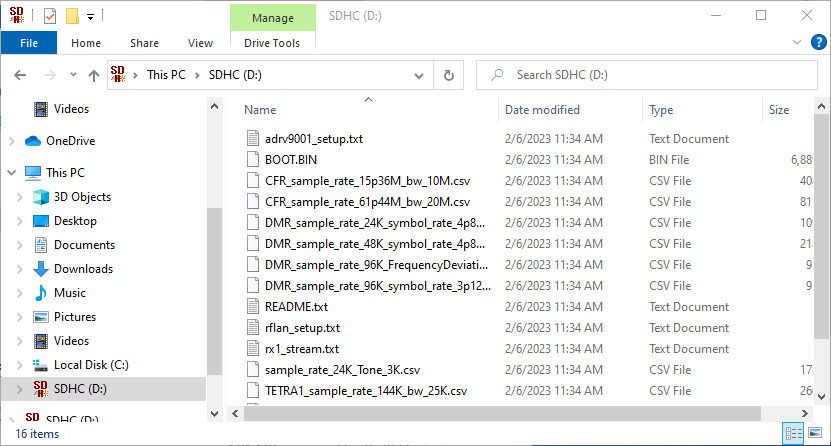 SD Manage SDHC (D:)
File Home Share View Drive Tools
SD This PC SDHC (D:) Search SDHC (D:)
Videos
OneDrive
This PC
3D Objects
Desktop
Documents
Downloads
Music
Pictures
Videos
Local Disk (C:)
SD SDHC (D:)
SD SDHC (D:)
Name Date modified Type Size
adrv9001_setup.txt 2/6/2023 11:34 AM Text Document
BOOT.BIN 2/6/2023 11:34 AM BIN File 6,889
CFR_sample_rate_15p36M_bw_10M.csv 2/6/2023 11:34 AM CSV File 40
CFR_sample_rate_61p44M_bw_20M.csv 2/6/2023 11:34 AM CSV File 81
DMR_sample_rate_24K_symbol_rate_4p8... 2/6/2023 11:34 AM CSV File 10
DMR_sample_rate_48K_symbol_rate_4p8... 2/6/2023 11:34 AM CSV File 21
DMR_sample_rate_96K_FrequencyDeviati... 2/6/2023 11:34 AM CSV File 9
DMR_sample_rate_96K_symbol_rate_3p12... 2/6/2023 11:34 AM CSV File 9
README.txt 2/6/2023 11:34 AM Text Document
rflan_setup.txt 2/6/2023 11:34 AM Text Document
rx1_stream.txt 2/6/2023 11:34 AM Text Document
sample_rate_24K_Tone_3K.csv 2/6/2023 11:34 AM CSV File 17
TETRA1_sample_rate_144K_bw_25K.csv 2/6/2023 11:34 AM CSV File 26
16 items